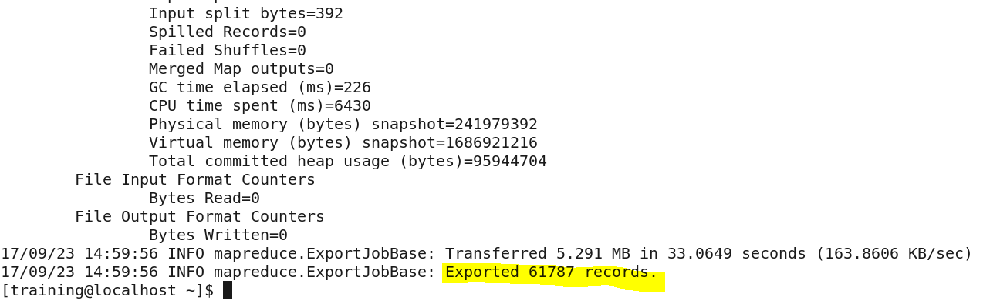 Input split bytes=392
Spilled Records=0
Failed Shuffles=0
Merged Map outputs=0
GC time elapsed (ms)=226
CPU time spent (ms)=6430
Physical memory (bytes) snapshot=241979392
Virtual memory (bytes) snapshot=1686921216
Total committed heap usage (bytes)=95944704
File Input Format Counters
Bytes Read=0
File Output Format Counters
Bytes Written=0
17/09/23 14:59:56 INFO mapreduce.ExportJobBase: Transferred 5.291 MB in 33.0649 seconds (163.8606 KB/sec)
17/09/23 14:59:56 INFO mapreduce.ExportJobBase: Exported 61787 records.
[training@localhost ~]$